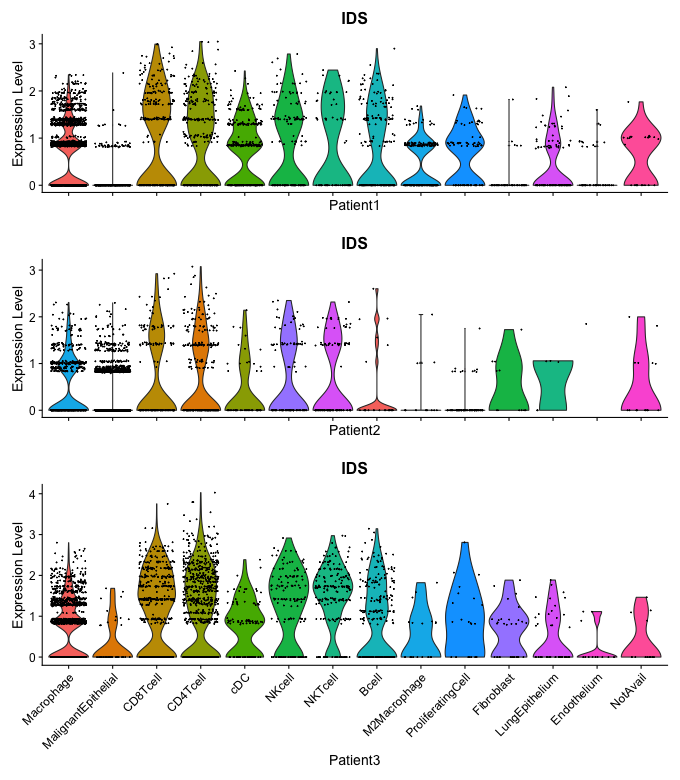 IDS
Expression Level
3
2
1
0
Patient1
IDS
Expression Level
3
2
1
0
Patient2
IDS
Expression Level
4
3
2
1
0
Macrophage
MalignantEpithelial
CD8Tcell
CD4Tcell
cDC
NKcell
NKTcell
Bcell
M2Macrophage
ProliferatingCell
Fibroblast
LungEpithelium
Endothelium
NotAvail
Patient3